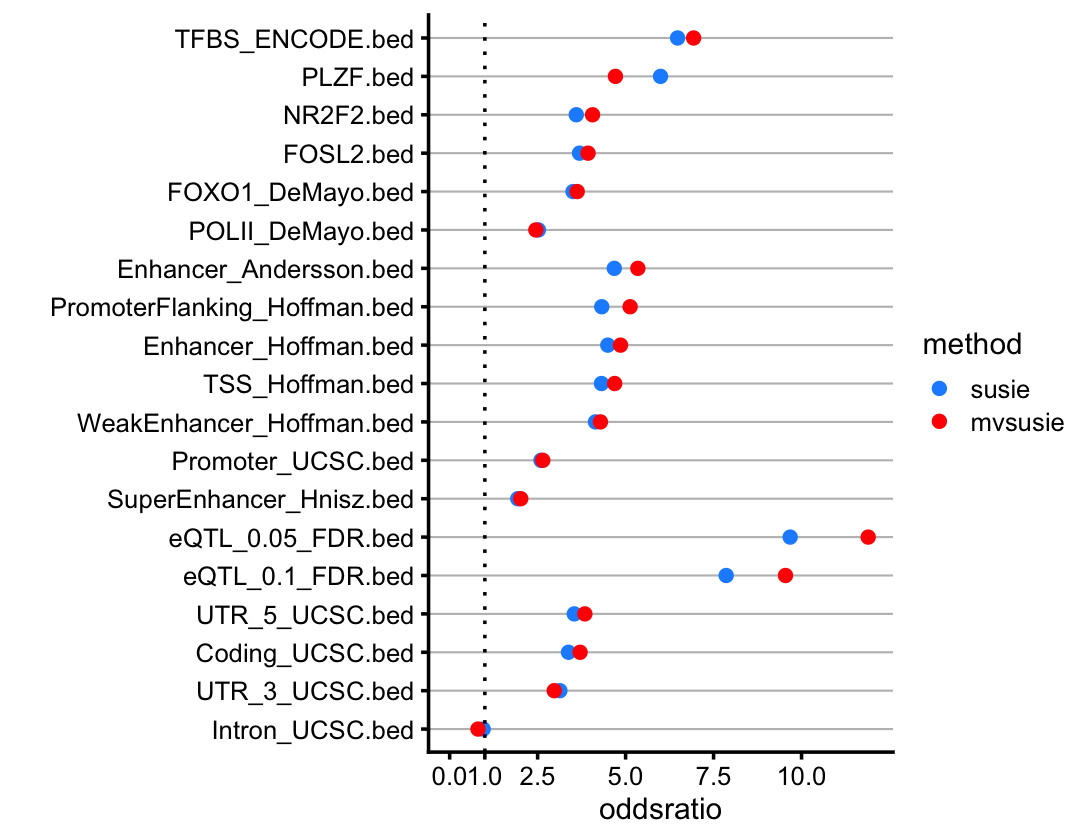 TFBS_ENCODE.bed
PLZF.bed
NR2F2.bed
FOSL2.bed
FOXO1_DeMayo.bed
POLII_DeMayo.bed
Enhancer_Andersson.bed
PromoterFlanking_Hoffman.bed
Enhancer_Hoffman.bed
TSS_Hoffman.bed
WeakEnhancer_Hoffman.bed
Promoter_UCSC.bed
SuperEnhancer_Hnisz.bed
eQTL_0.05_FDR.bed
eQTL_0.1_FDR.bed
UTR_5_UCSC.bed
Coding_UCSC.bed
UTR_3_UCSC.bed
Intron_UCSC.bed
0.0 1.0 2.5 5.0 7.5 10.0
oddsratio
method
susie
mvsusie